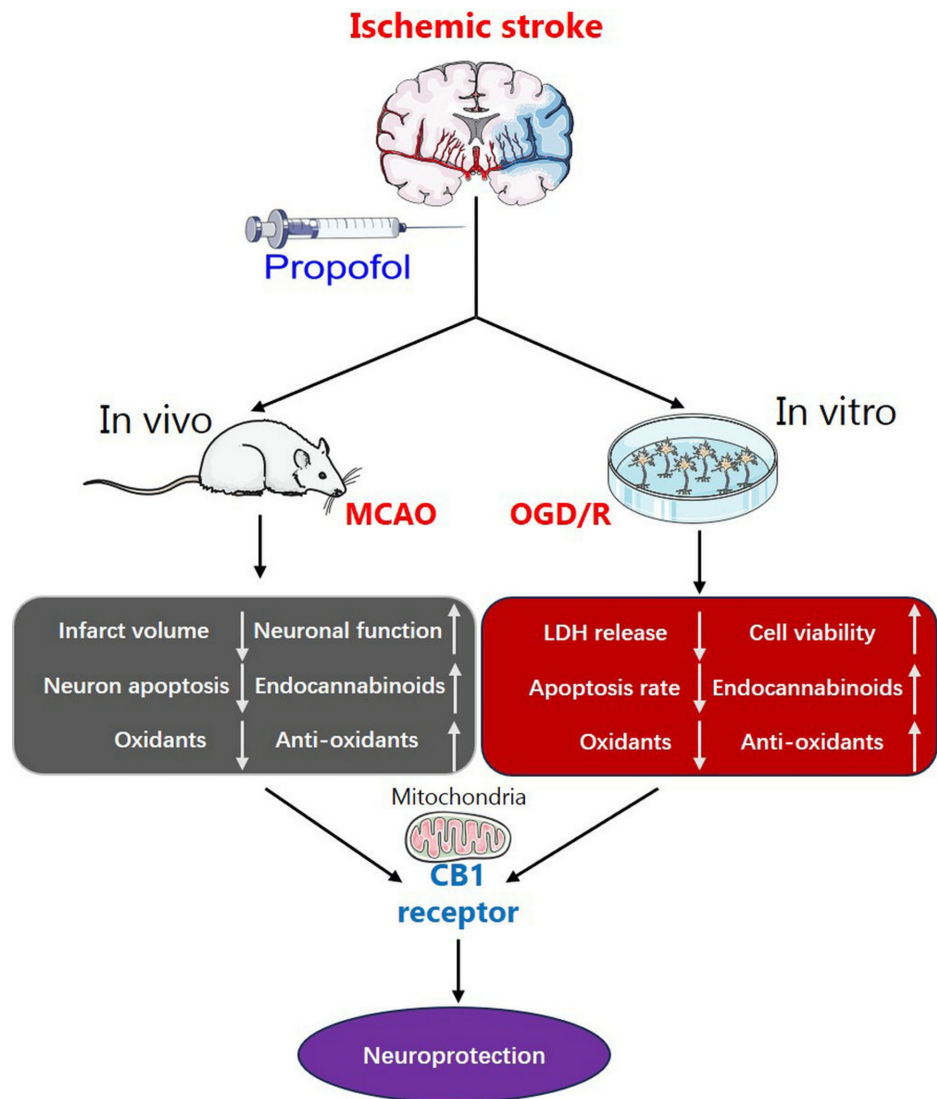 Ischemic stroke
Propofol
In vivo
In vitro
MCAO
OGD/R
Infarct volume
Neuronal function
Neuron apoptosis
Endocannabinoids
Oxidants
Anti-oxidants
LDH release
Cell viability
Apoptosis rate
Endocannabinoids
Oxidants
Anti-oxidants
Mitochondria
CB1
receptor
Neuroprotection